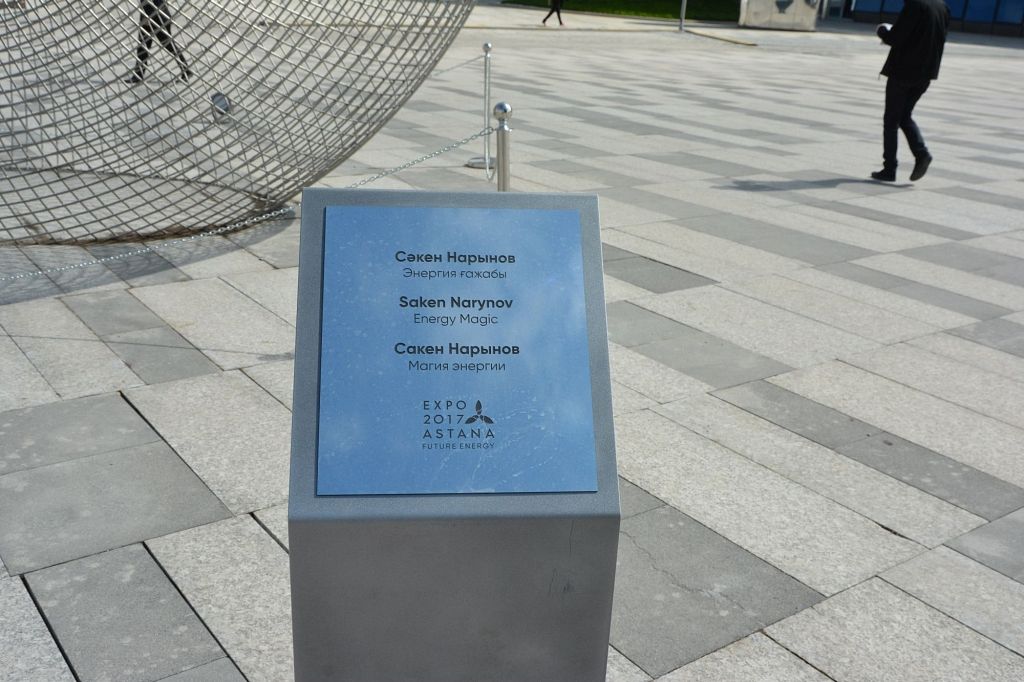 Сәкен Нарынов
Энергия ғажабы
Saken Narynov
Energy Magic
Сакен Нарынов
Магия энергии
EXPO
2017
ASTANA
FUTURE ENERGY